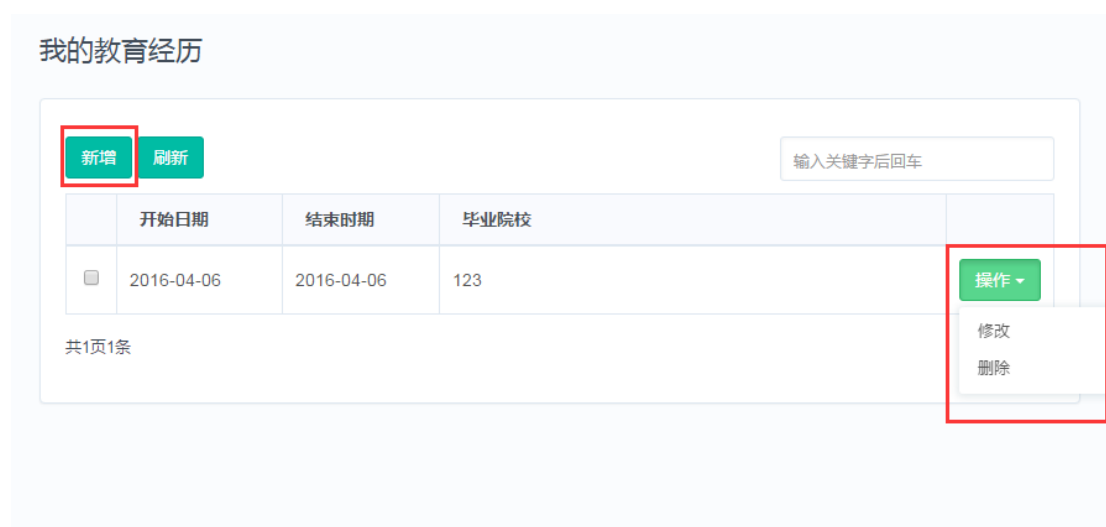 我的教育经历
新增 刷新 输入关键字后回车
开始日期 结束时期 毕业院校
2016-04-06 2016-04-06 123 操作
修改
共1页1条
删除